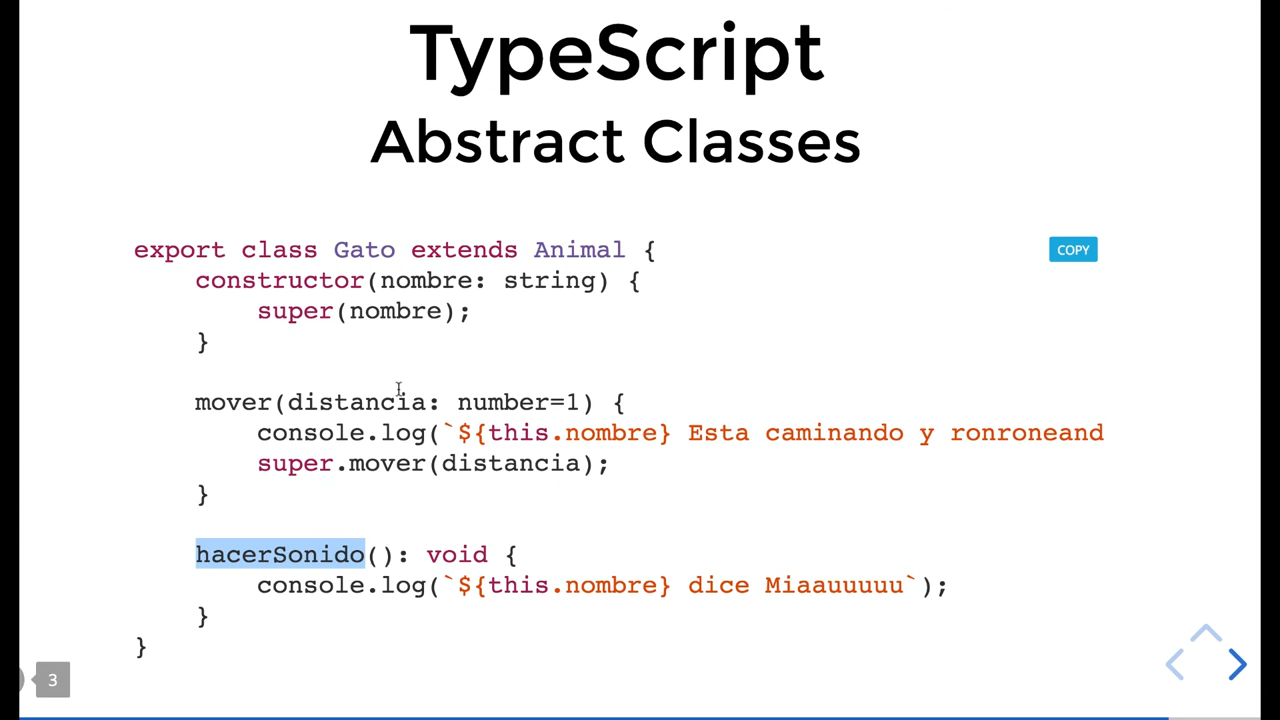 TypeScript
Abstract Classes
COPY
export class Gato extends Animal {
    constructor(nombre: string) {
        super(nombre);
    }
    mover(distancia: number=1) {
        console.log(`${this.nombre} Esta caminando y ronroneand
        super.mover(distancia);
    }
    hacerSonido(): void {
        console.log(`${this.nombre} dice Miaauuuuu`);
    }
}
3